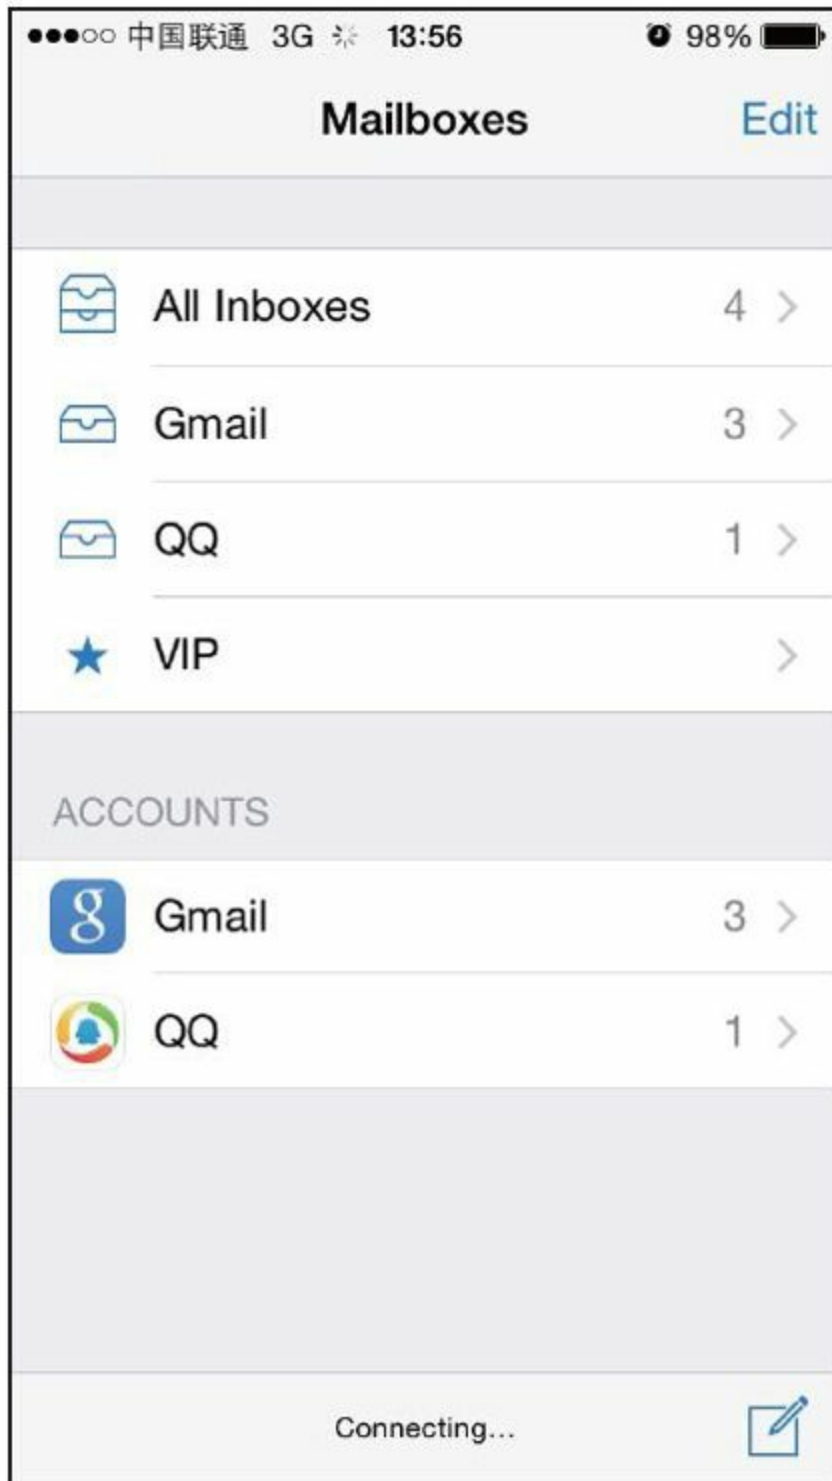 中国联通 3G 13:56 98%
Mailboxes Edit
All Inboxes 4
Gmail 3
QQ 1
VIP
ACCOUNTS
Gmail 3
QQ 1
Connecting...